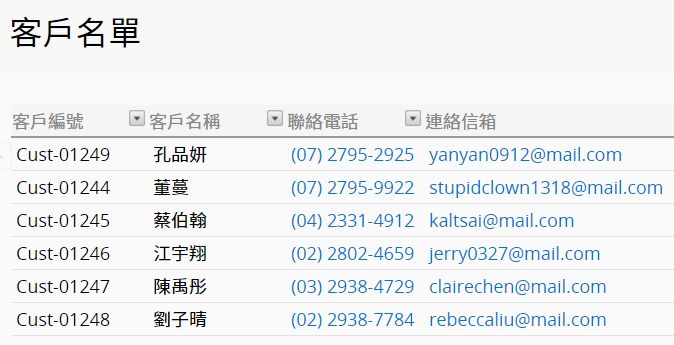 客戶名單
客戶編號 客戶名稱 聯絡電話 連絡信箱
Cust-01249 孔品妍 (07) 2795-2925 yanyan0912@mail.com
Cust-01244 董蔓 (07) 2795-9922 stupidclown1318@mail.com
Cust-01245 蔡伯翰 (04) 2331-4912 kaltsai@mail.com
Cust-01246 江宇翔 (02) 2802-4659 jerry0327@mail.com
Cust-01247 陳禹彤 (03) 2938-4729 clairechen@mail.com
Cust-01248 劉子晴 (02) 2938-7784 rebeccaliu@mail.com